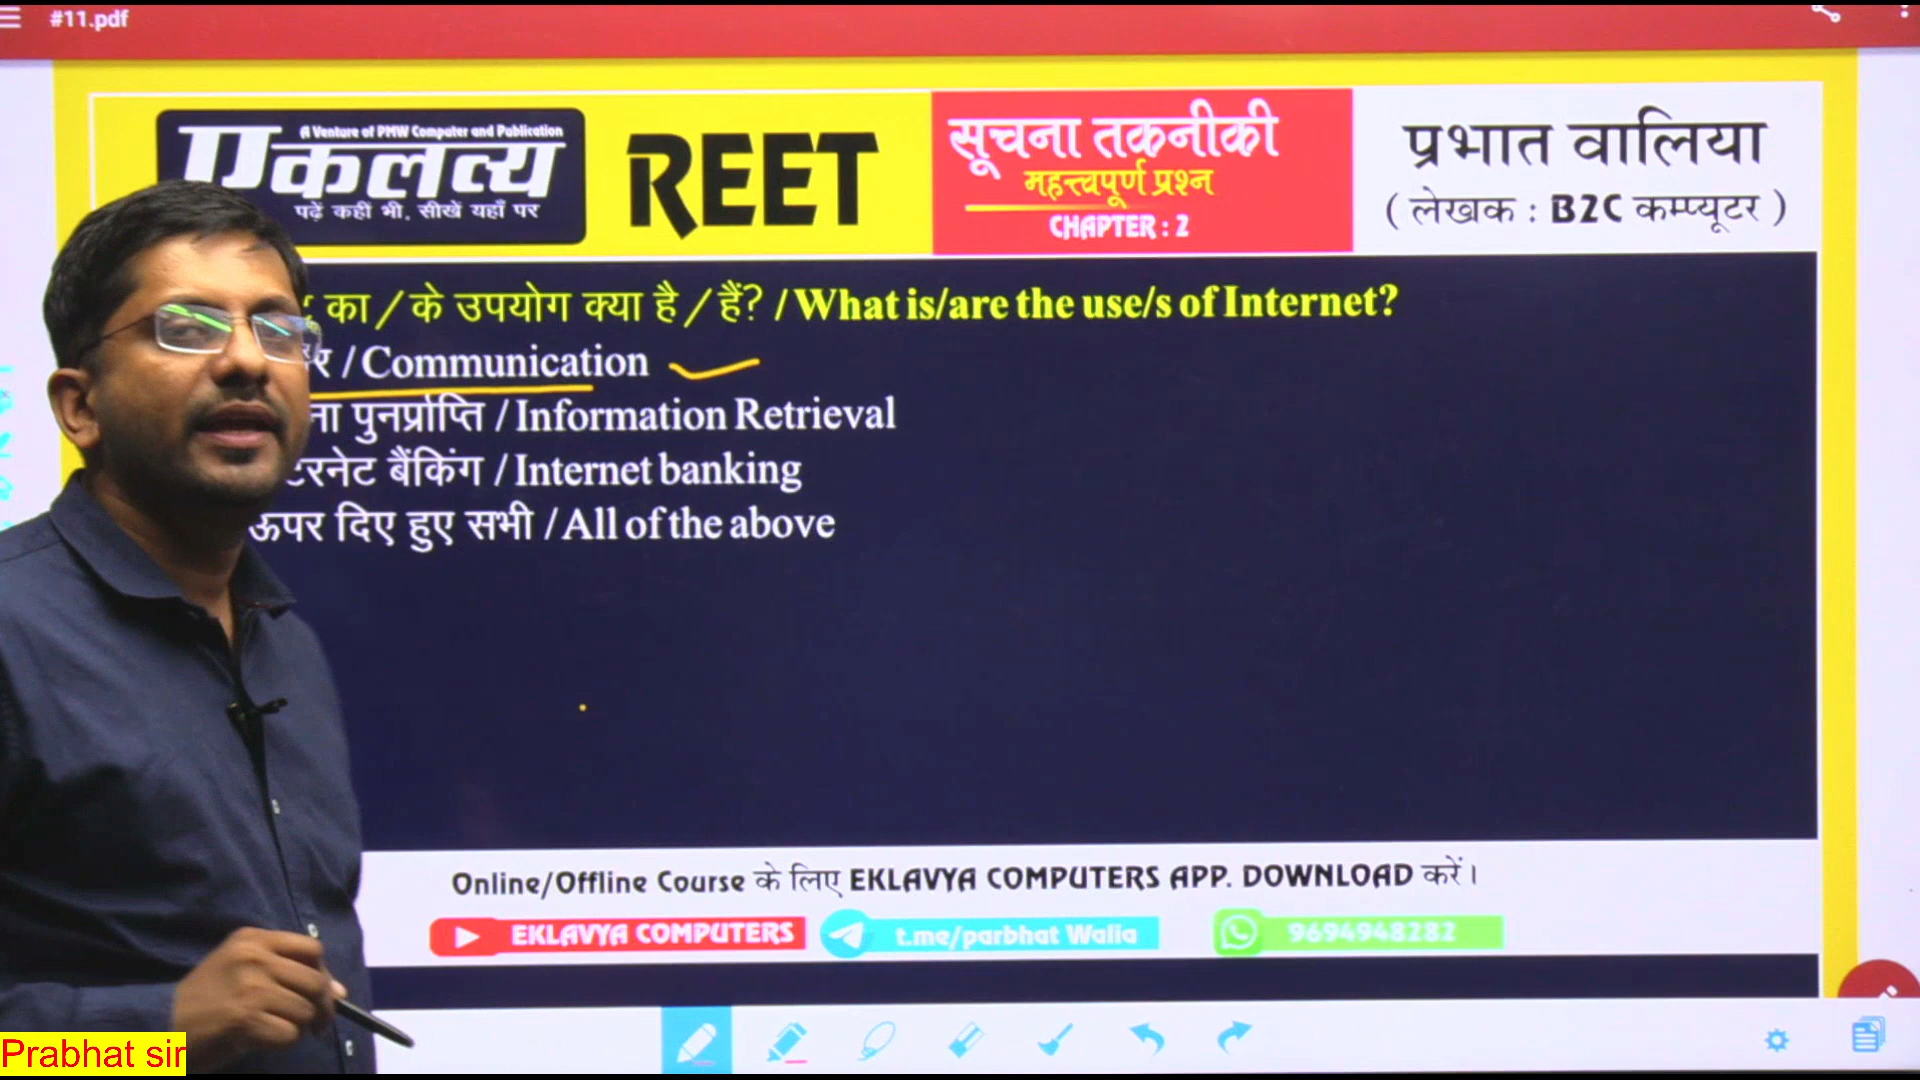 #11.pdf
A Venture of PMW Computer and Publication
एकलव्य
पढ़ें कहीं भी, सीखें यहाँ पर
REET
सूचना तकनीकी
महत्त्वपूर्ण प्रश्न
CHAPTER : 2
प्रभात वालिया
( लेखक : B2C कम्प्यूटर )
का / के उपयोग क्या है / हैं? / What is/are the use/s of Internet?
/ Communication
पुनर्प्राप्ति / Information Retrieval
बैंकिंग / Internet banking
ऊपर दिए हुए सभी / All of the above
Online/Offline Course के लिए EKLAVYA COMPUTERS APP. DOWNLOAD करें।
EKLAVYA COMPUTERS
t.me/parbhat Walia
9694948282
Prabhat sir